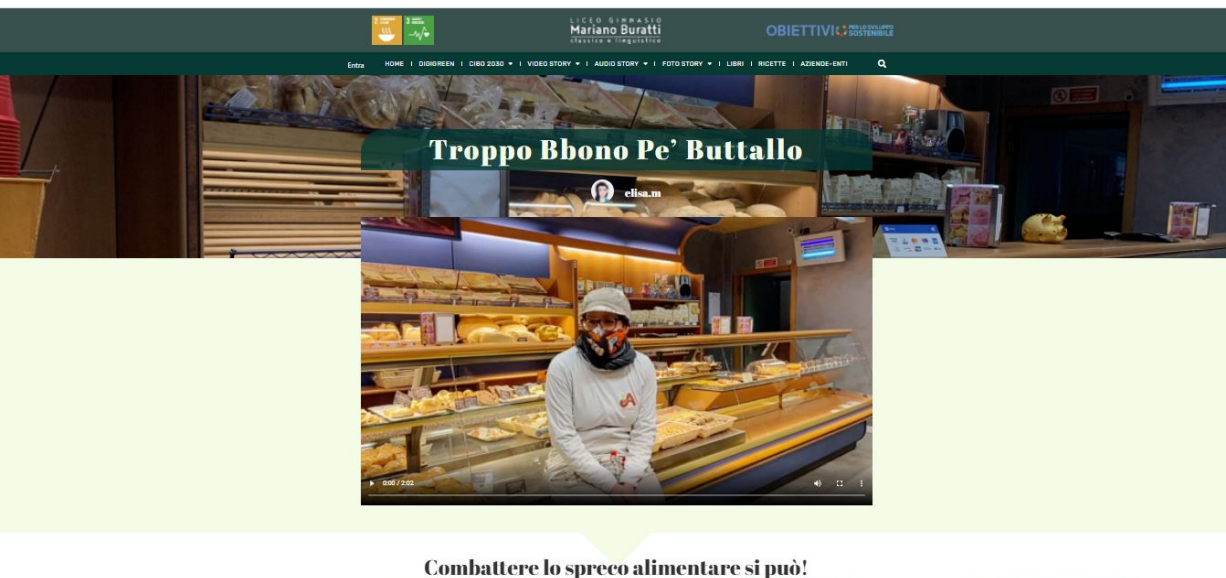 LICEO GINNASIO
Mariano Buratti
classico e linguistico
OBIETTIVI PER LO SVILUPPO SOSTENIBILE
Entra HOME | DIGIGREEN | CIBO 2030 | VIDEO STORY | AUDIO STORY | FOTO STORY | LIBRI | RICETTE | AZIENDE-ENTI
Troppo Bbono Pe’ Buttallo
elisa.m
0:00 / 2:02
Combattere lo spreco alimentare si può!